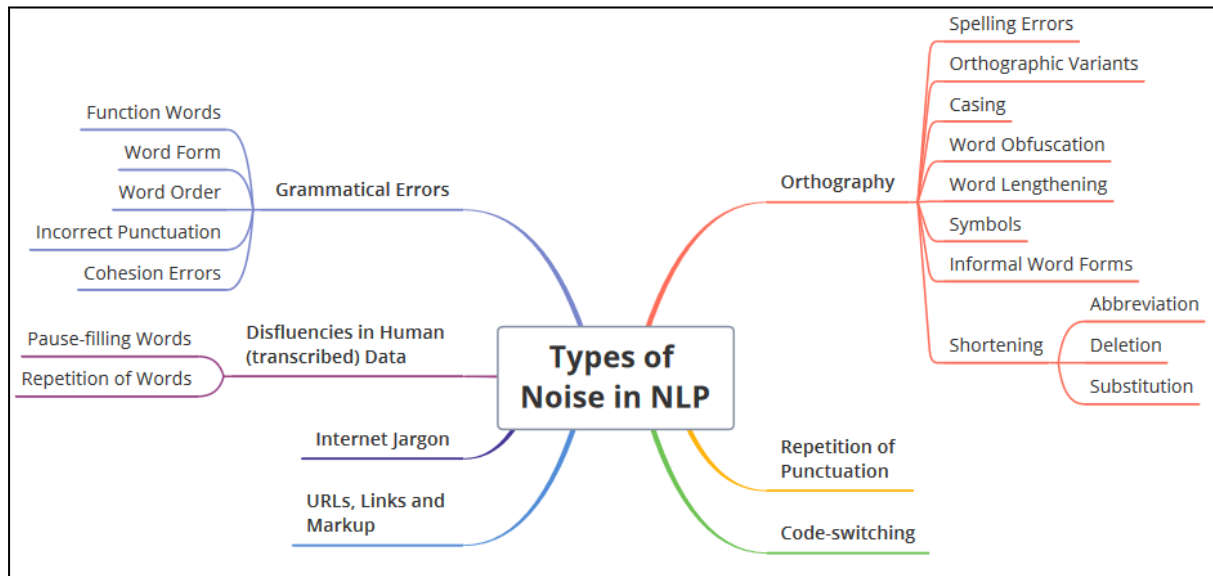 Types of
Noise in NLP
Orthography
Spelling Errors
Orthographic Variants
Casing
Word Obfuscation
Word Lengthening
Symbols
Informal Word Forms
Shortening
Abbreviation
Deletion
Substitution
Repetition of
Punctuation
Code-switching
Grammatical Errors
Function Words
Word Form
Word Order
Incorrect Punctuation
Cohesion Errors
Disfluencies in Human
(transcribed) Data
Pause-filling Words
Repetition of Words
Internet Jargon
URLs, Links and
Markup